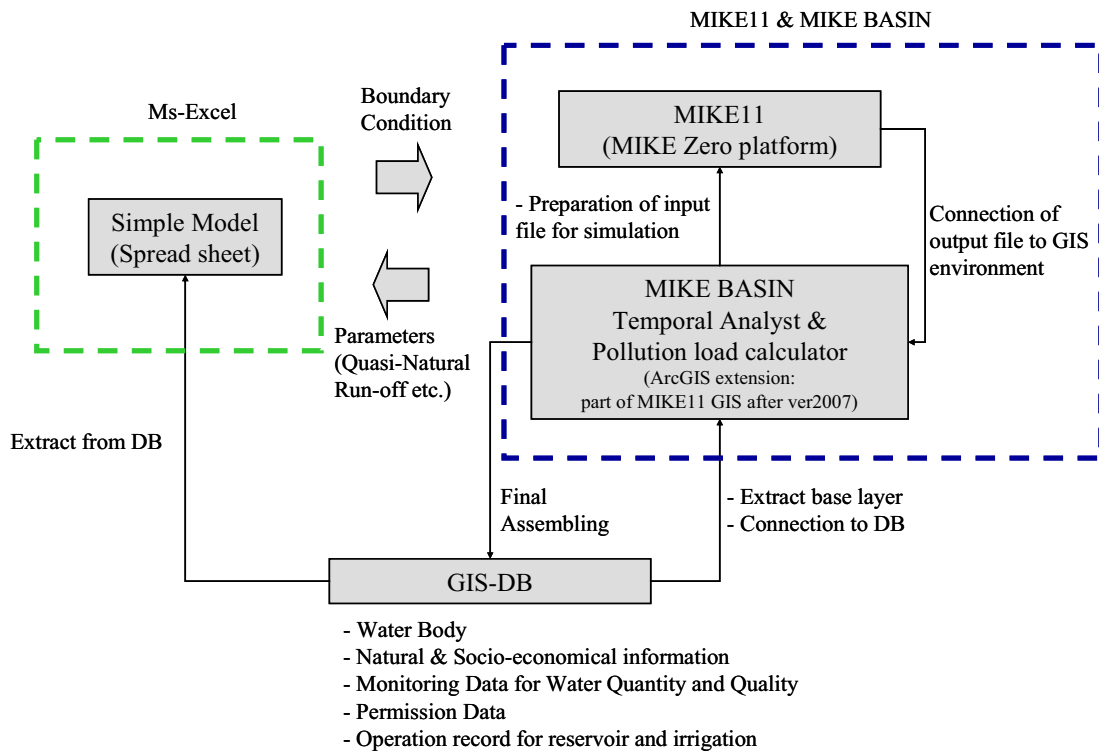 MIKE11 & MIKE BASIN
Ms-Excel
Boundary
Condition
MIKE11
(MIKE Zero platform)
Simple Model
(Spread sheet)
- Preparation of input
file for simulation
Connection of
output file to GIS
environment
MIKE BASIN
Temporal Analyst &
Pollution load calculator
(ArcGIS extension:
part of MIKE11 GIS after ver2007)
Parameters
(Quasi-Natural
Run-off etc.)
Extract from DB
Final
Assembling
- Extract base layer
- Connection to DB
GIS-DB
- Water Body
- Natural & Socio-economical information
- Monitoring Data for Water Quantity and Quality
- Permission Data
- Operation record for reservoir and irrigation